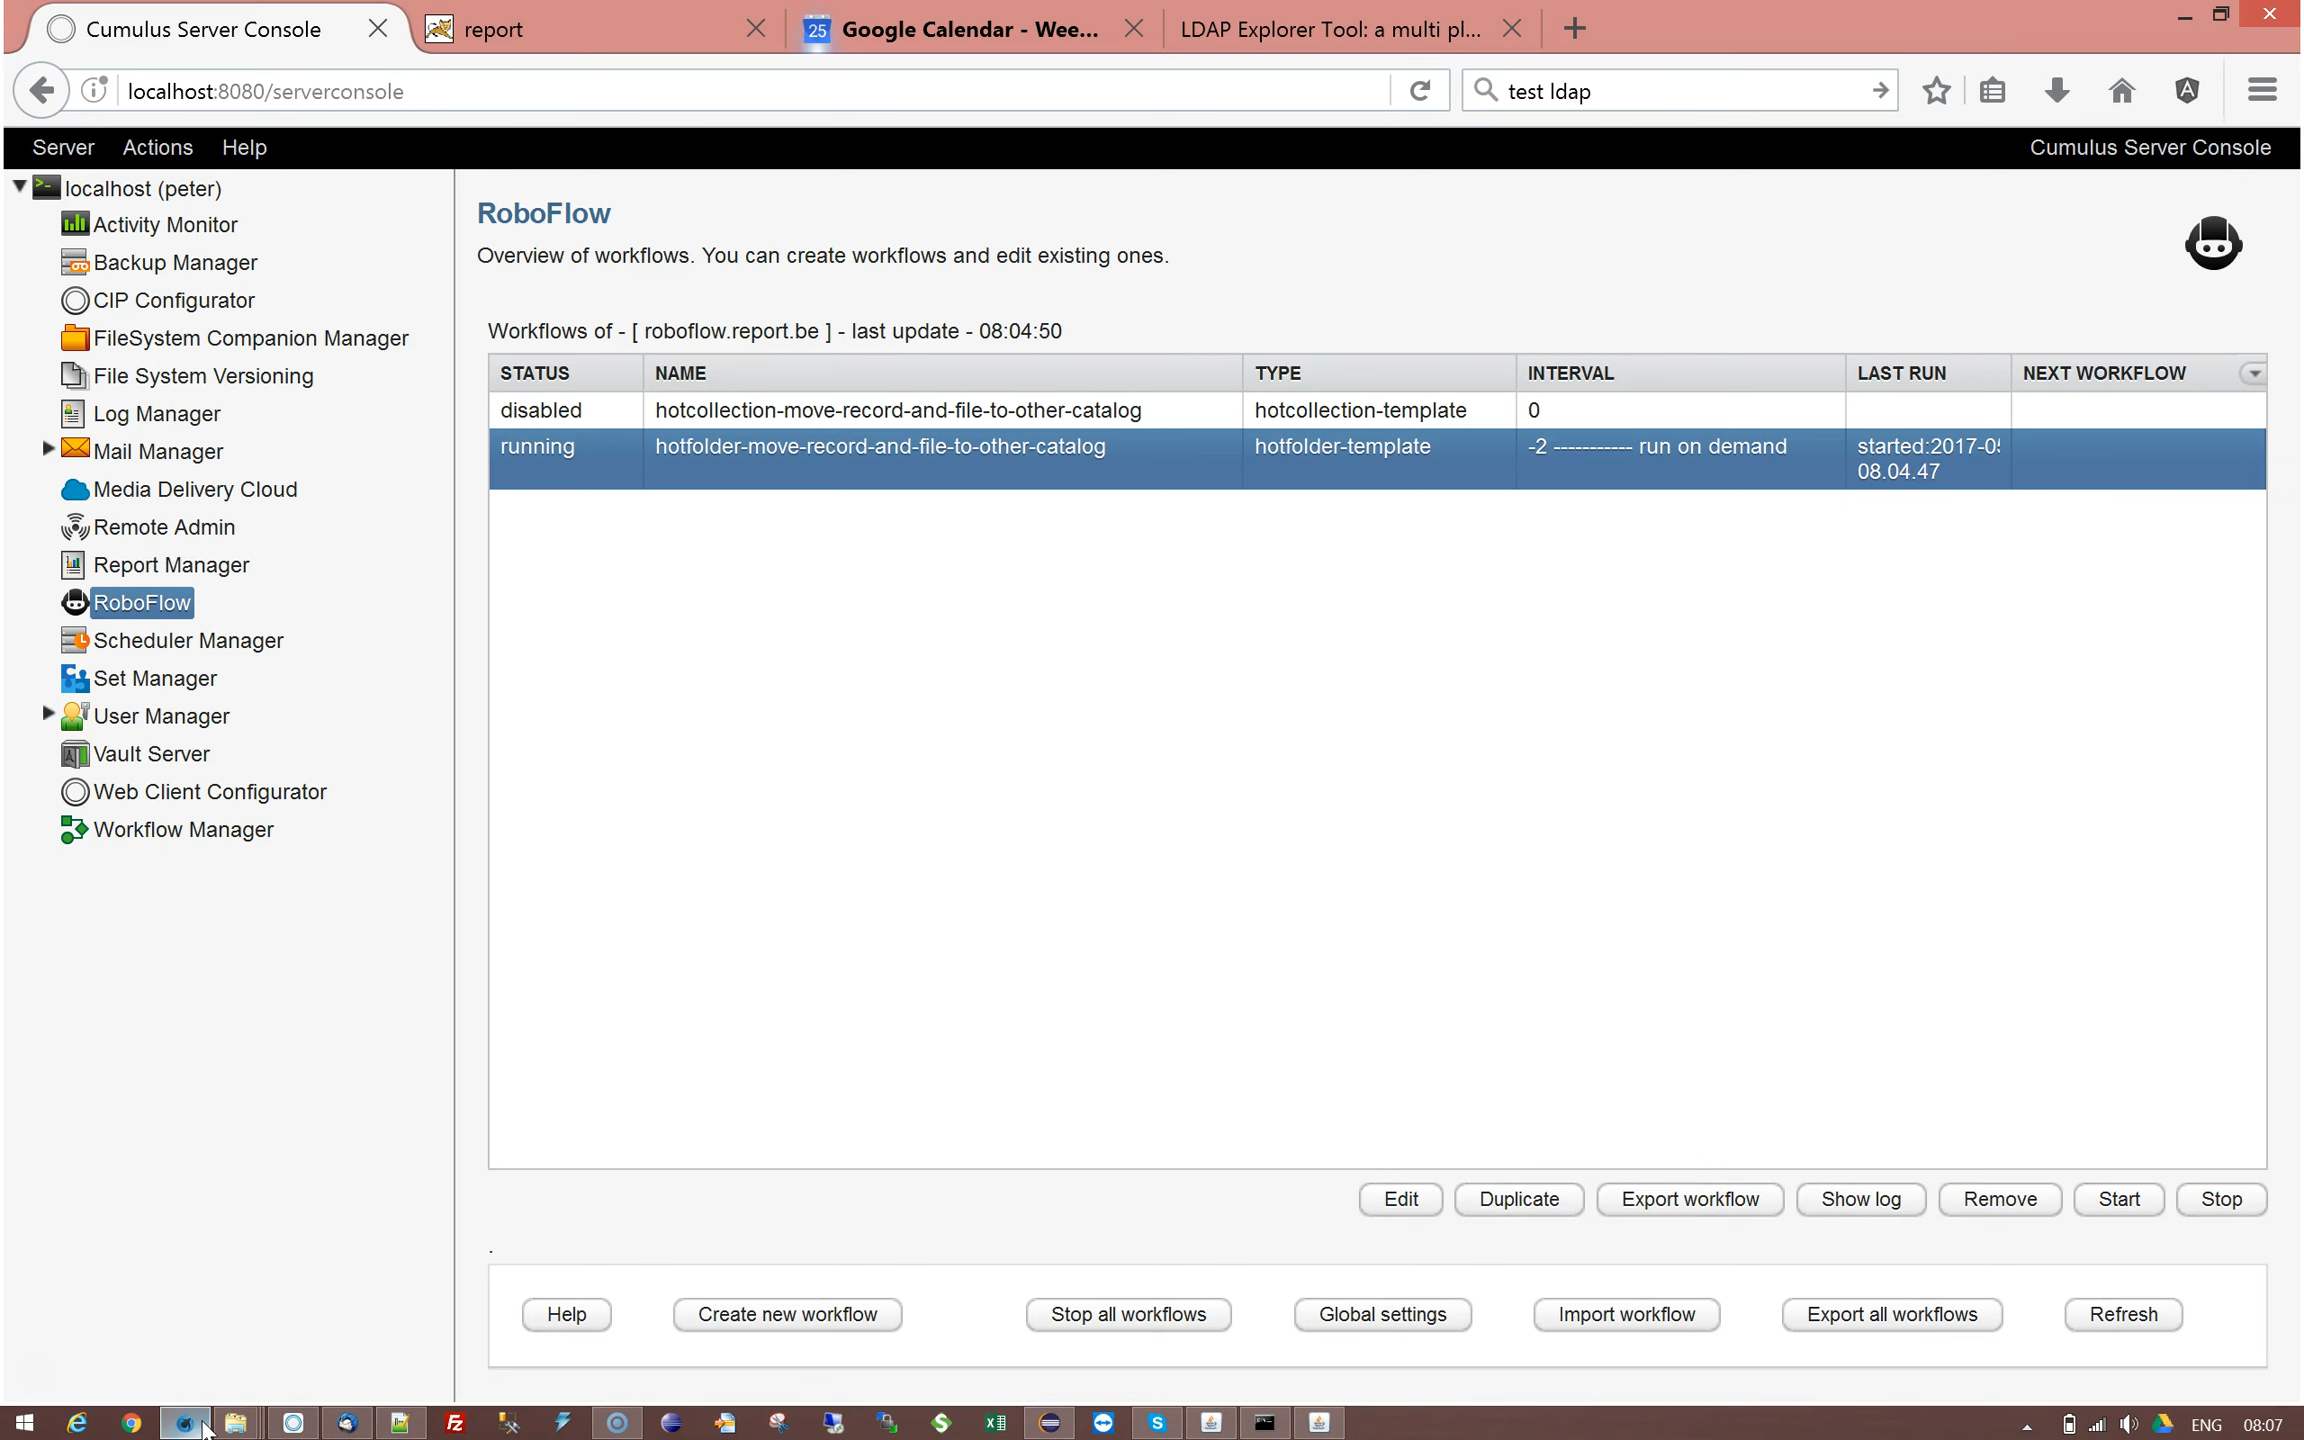 Cumulus Server Console
report
Google Calendar - Wee...
LDAP Explorer Tool: a multi pl...
localhost:8080/serverconsole
test ldap
Server Actions Help
Cumulus Server Console
localhost (peter)
Activity Monitor
Backup Manager
CIP Configurator
FileSystem Companion Manager
File System Versioning
Log Manager
Mail Manager
Media Delivery Cloud
Remote Admin
Report Manager
RoboFlow
Scheduler Manager
Set Manager
User Manager
Vault Server
Web Client Configurator
Workflow Manager
RoboFlow
Overview of workflows. You can create workflows and edit existing ones.
Workflows of - [ roboflow.report.be ] - last update - 08:04:50
STATUS NAME TYPE INTERVAL LAST RUN NEXT WORKFLOW
disabled hotcollection-move-record-and-file-to-other-catalog hotcollection-template 0
running hotfolder-move-record-and-file-to-other-catalog hotfolder-template -2 ----------- run on demand started:2017-0
08.04.47
Edit Duplicate Export workflow Show log Remove Start Stop
.
Help Create new workflow Stop all workflows Global settings Import workflow Export all workflows Refresh
ENG 08:07